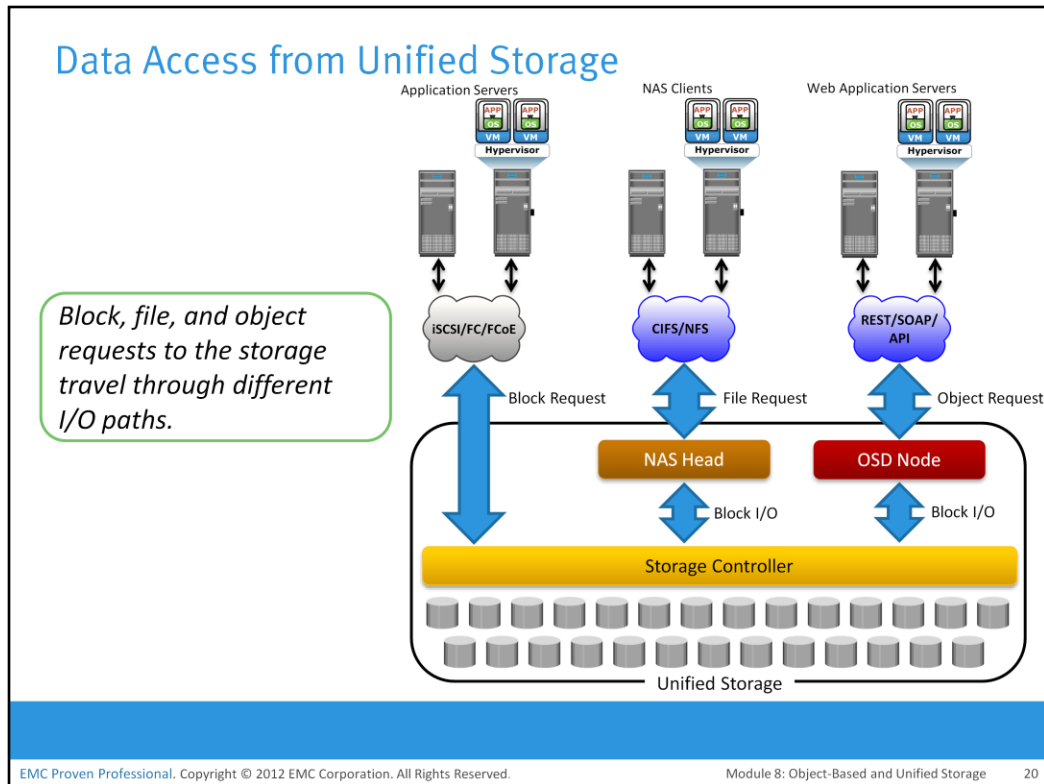 Data Access from Unified Storage
Application Servers
NAS Clients
Web Application Servers
APP APP
OS OS
VM VM
Hypervisor
APP APP
OS OS
VM VM
Hypervisor
APP APP
OS OS
VM VM
Hypervisor
Block, file, and object
requests to the storage
travel through different
I/O paths.
iSCSI/FC/FCoE
CIFS/NFS
REST/SOAP/
API
Block Request
File Request
Object Request
NAS Head
OSD Node
Block I/O
Block I/O
Storage Controller
Unified Storage
EMC Proven Professional. Copyright © 2012 EMC Corporation. All Rights Reserved.
Module 8: Object-Based and Unified Storage
20